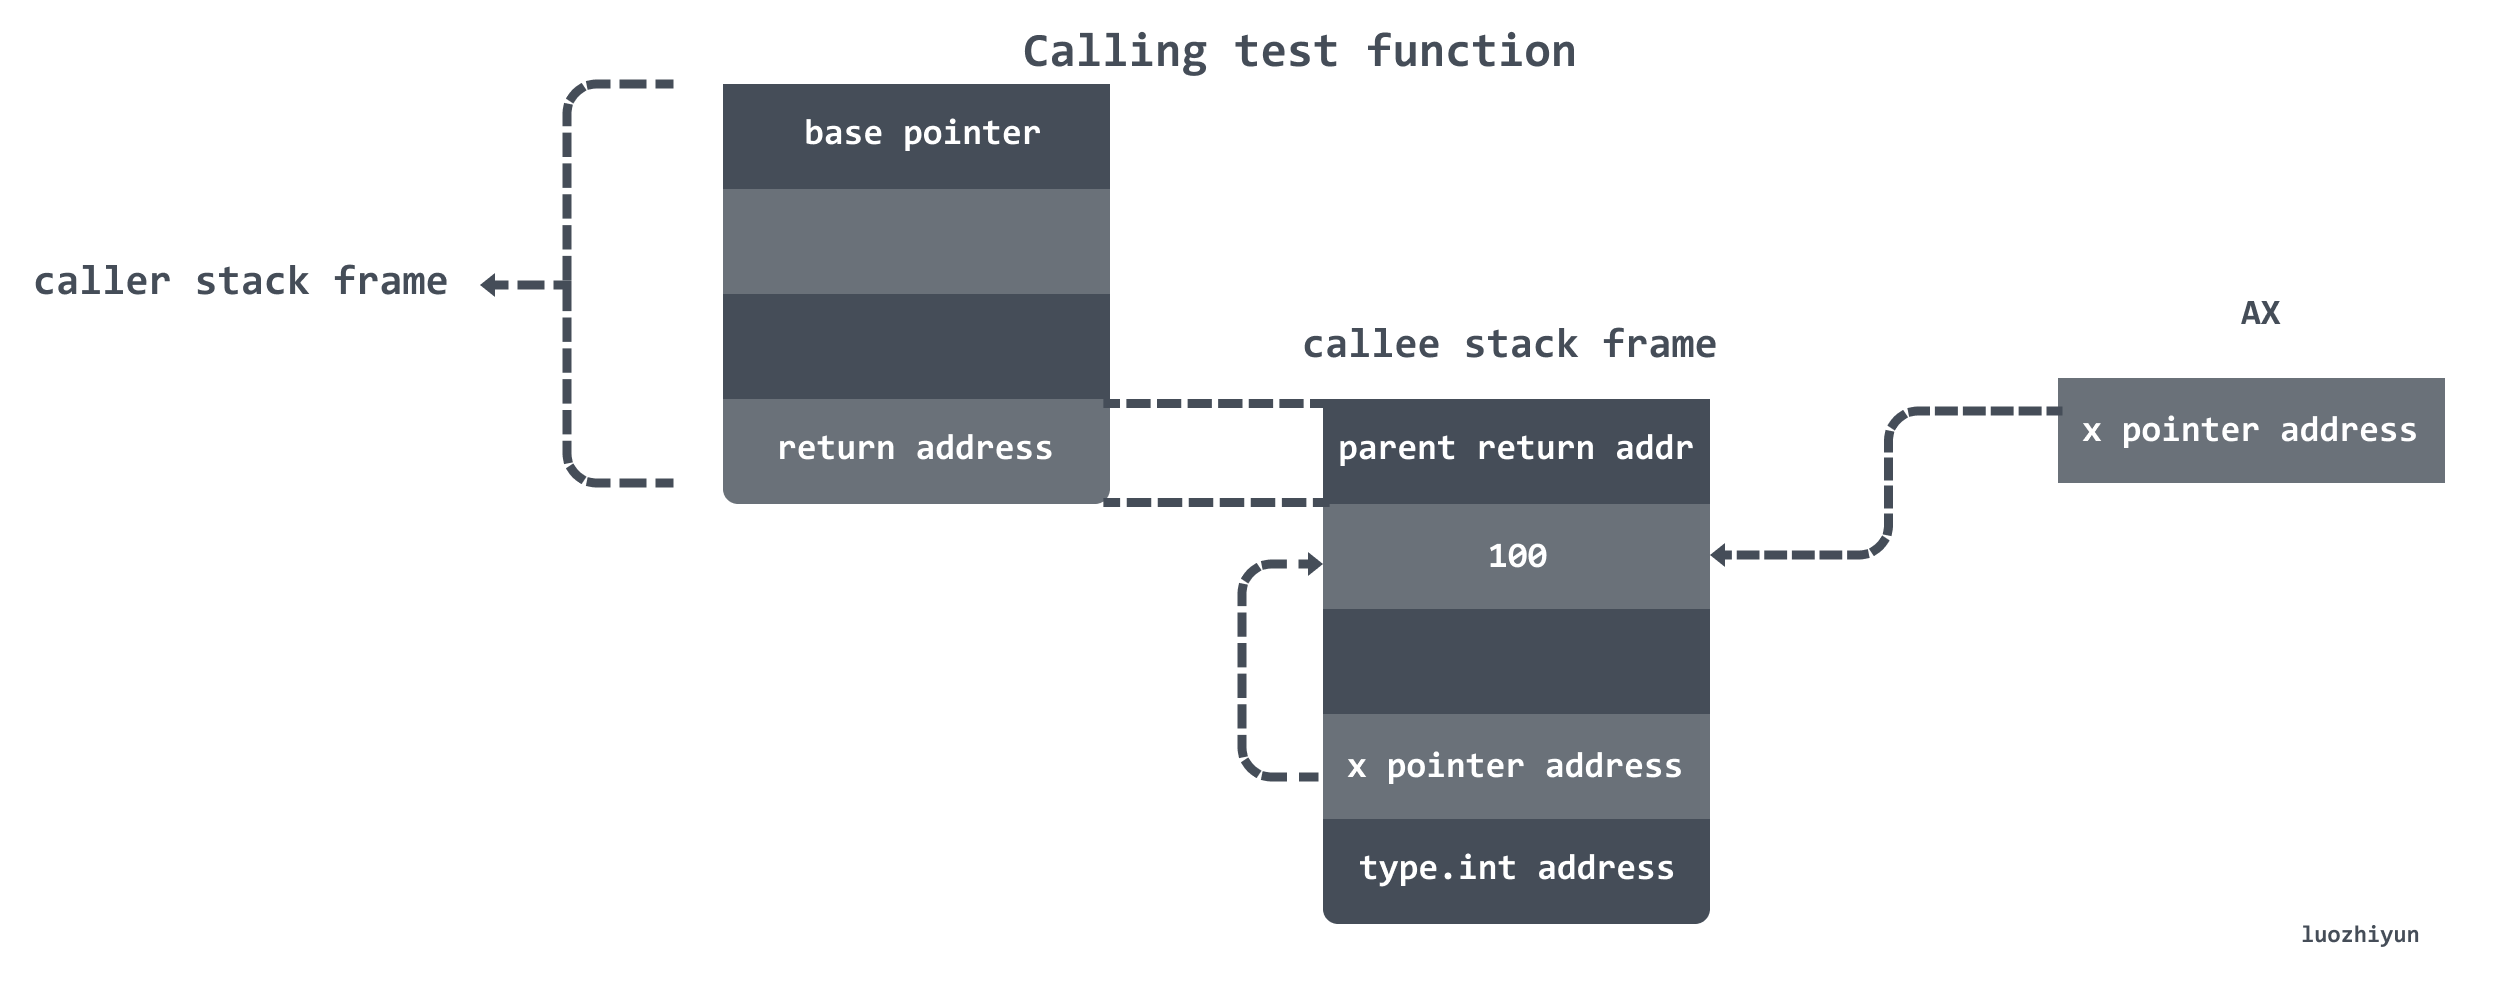 Calling test function
base pointer
caller stack frame
return address
callee stack frame
parent return addr
100
x pointer address
type.int address
AX
x pointer address
luozhiyun